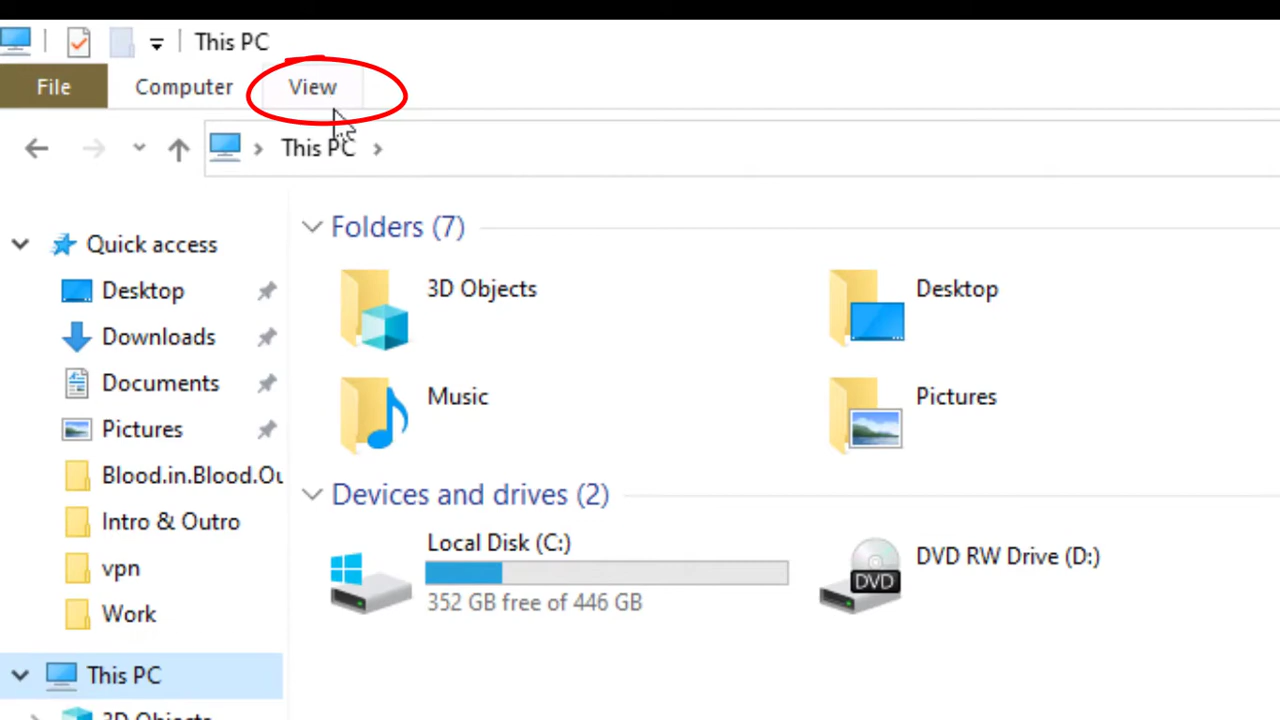 This PC
File Computer View
This PC
Quick access
Desktop
Downloads
Documents
Pictures
Blood.in.Blood.Ou
Intro & Outro
vpn
Work
This PC
3D Objects
Folders (7)
3D Objects
Desktop
Music
Pictures
Devices and drives (2)
Local Disk (C:)
352 GB free of 446 GB
DVD RW Drive (D:)
DVD